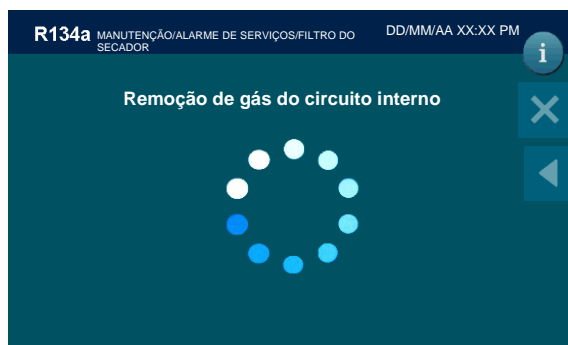 R134a MANUTENÇÃO/ALARME DE SERVIÇOS/FILTRO DO
SECADOR
DD/MM/AA XX:XX PM
i
Remoção de gás do circuito interno